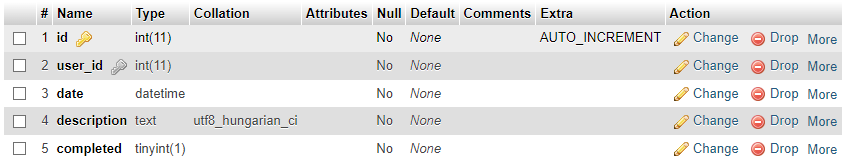 # Name Type Collation Attributes Null Default Comments Extra Action
1 id int(11) No None AUTO_INCREMENT Change Drop More
2 user_id int(11) No None Change Drop More
3 date datetime No None Change Drop More
4 description text utf8_hungarian_ci No None Change Drop More
5 completed tinyint(1) No None Change Drop More